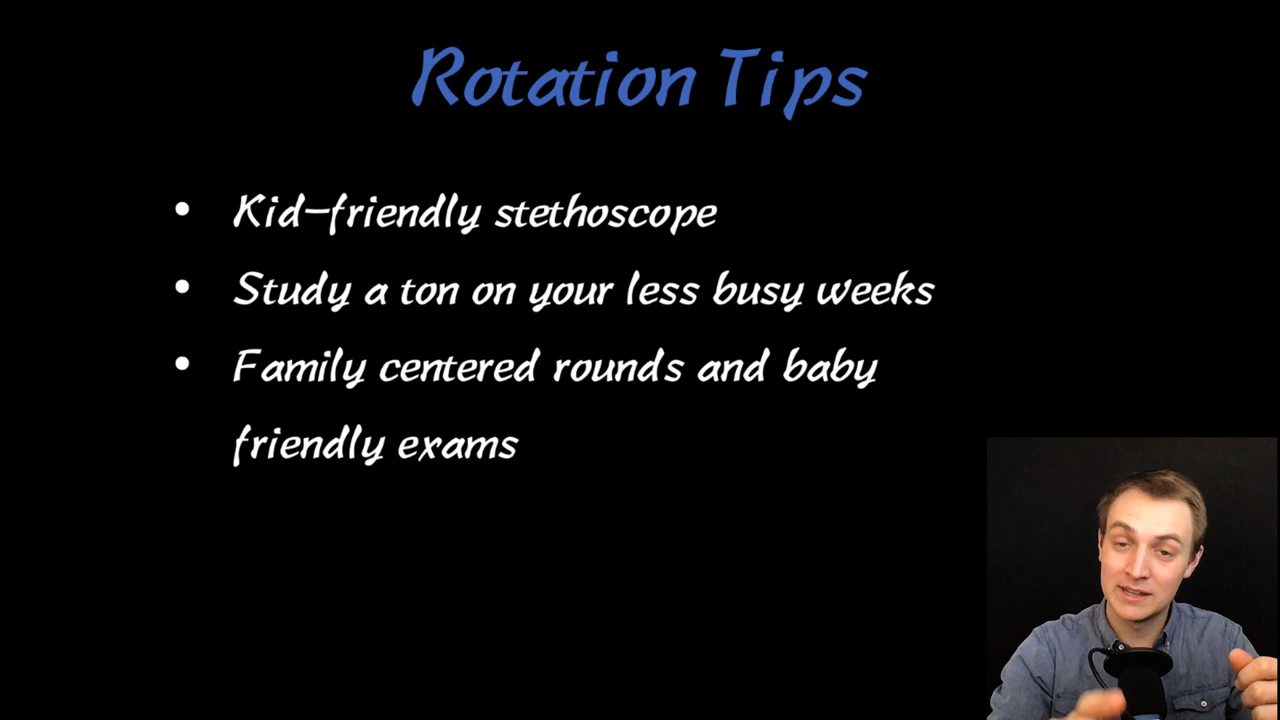 Rotation Tips
• Kid-friendly stethoscope
• Study a ton on your less busy weeks
• Family centered rounds and baby
friendly exams